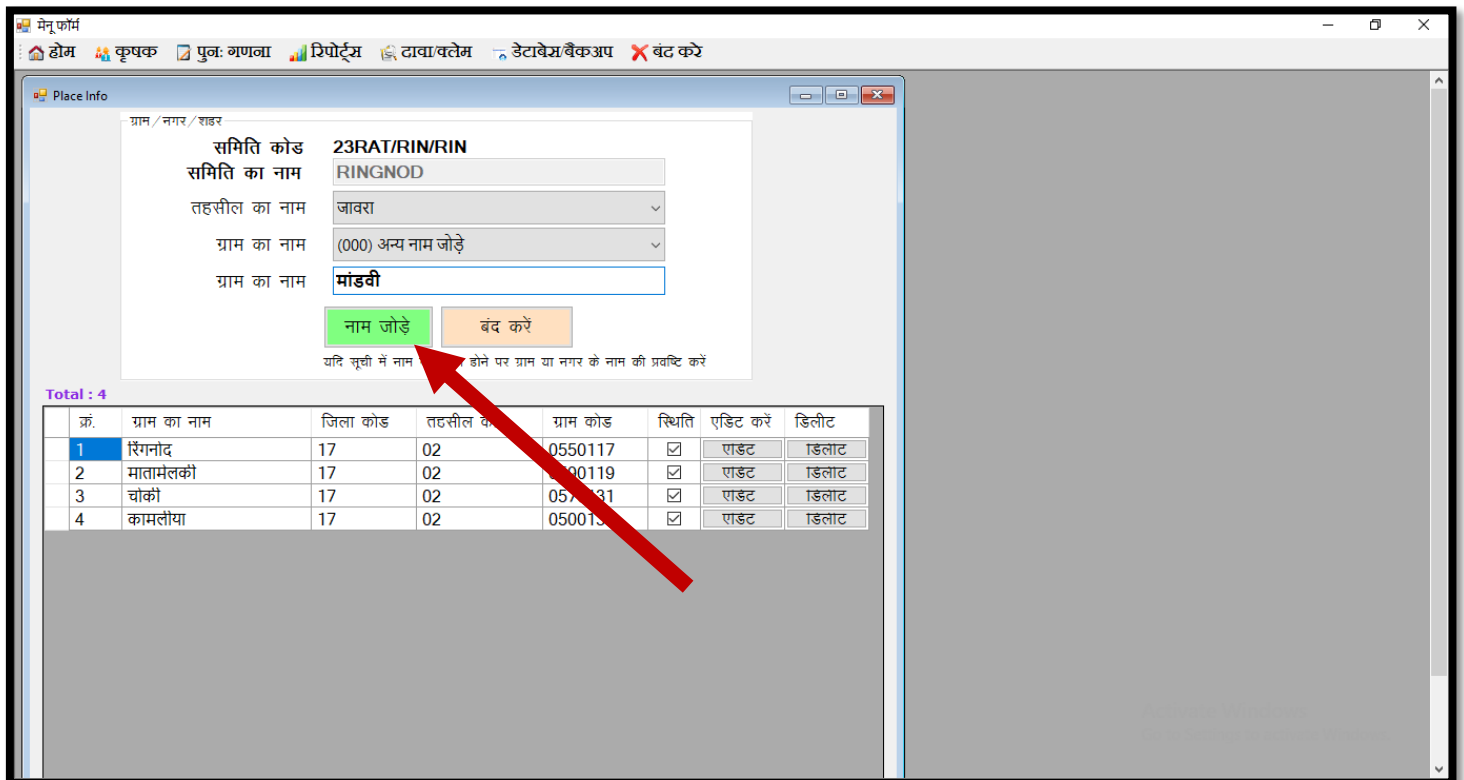 मेनू फॉर्म
होम कृषक पुन: गणना रिपोर्ट्स दावा/क्लेम डेटाबेस/बैकअप बंद करे
Place Info
ग्राम/नगर/शहर
समिति कोड 23RAT/RIN/RIN
समिति का नाम RINGNOD
तहसील का नाम जावरा
ग्राम का नाम (000) अन्य नाम जोड़े
ग्राम का नाम मांडवी
नाम जोड़े बंद करें
यदि सूची में नाम होने पर ग्राम या नगर के नाम की प्रवष्टि करें
Total : 4
क्रं. ग्राम का नाम जिला कोड तहसील ग्राम कोड स्थिति एडिट करें डिलीट
1 रिंगनोद 17 02 0550117 एडिट डिलीट
2 मातामेलकी 17 02 एडिट डिलीट
3 चोकी 17 02 एडिट डिलीट
4 कामलीया 17 02 एडिट डिलीट